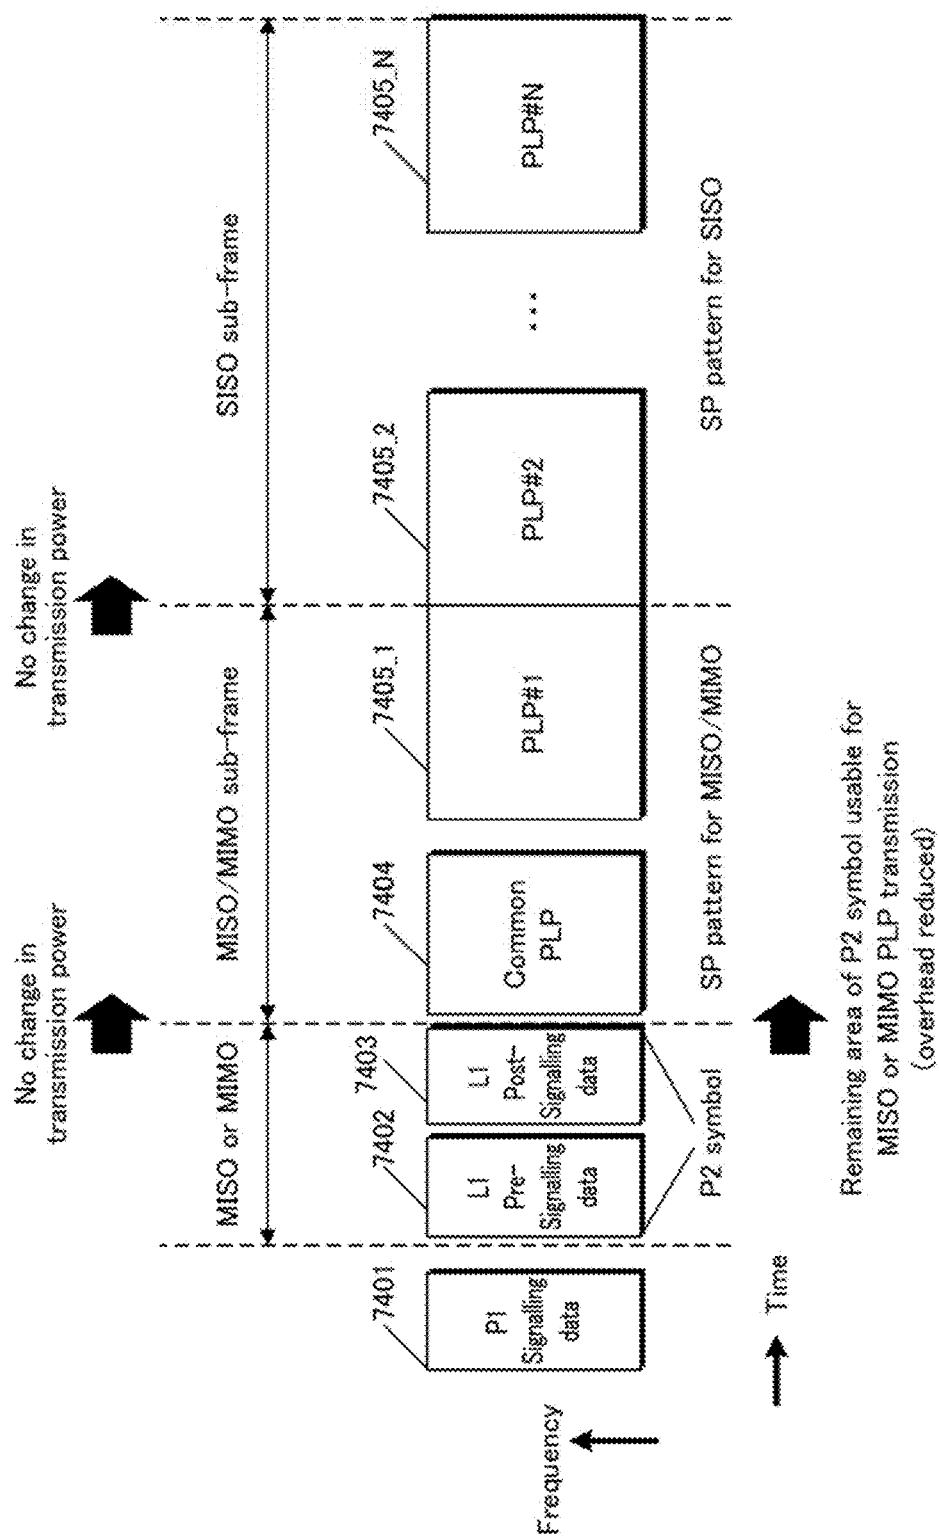 No change in
transmission power
No change in
transmission power
MISO or MIMO
MISO/MIMO sub-frame
SISO sub-frame
7401
7402
7403
7404
7405_1
7405_2
7405_N
P1
Signalling
data
L1
Pre-
Signalling
data
L1
Post-
Signalling
data
Common
PLP
PLP#1
PLP#2
...
PLP#N
Frequency
Time
P2 symbol
SP pattern for MISO/MIMO
SP pattern for SISO
Remaining area of P2 symbol usable for
MISO or MIMO PLP transmission
(overhead reduced)